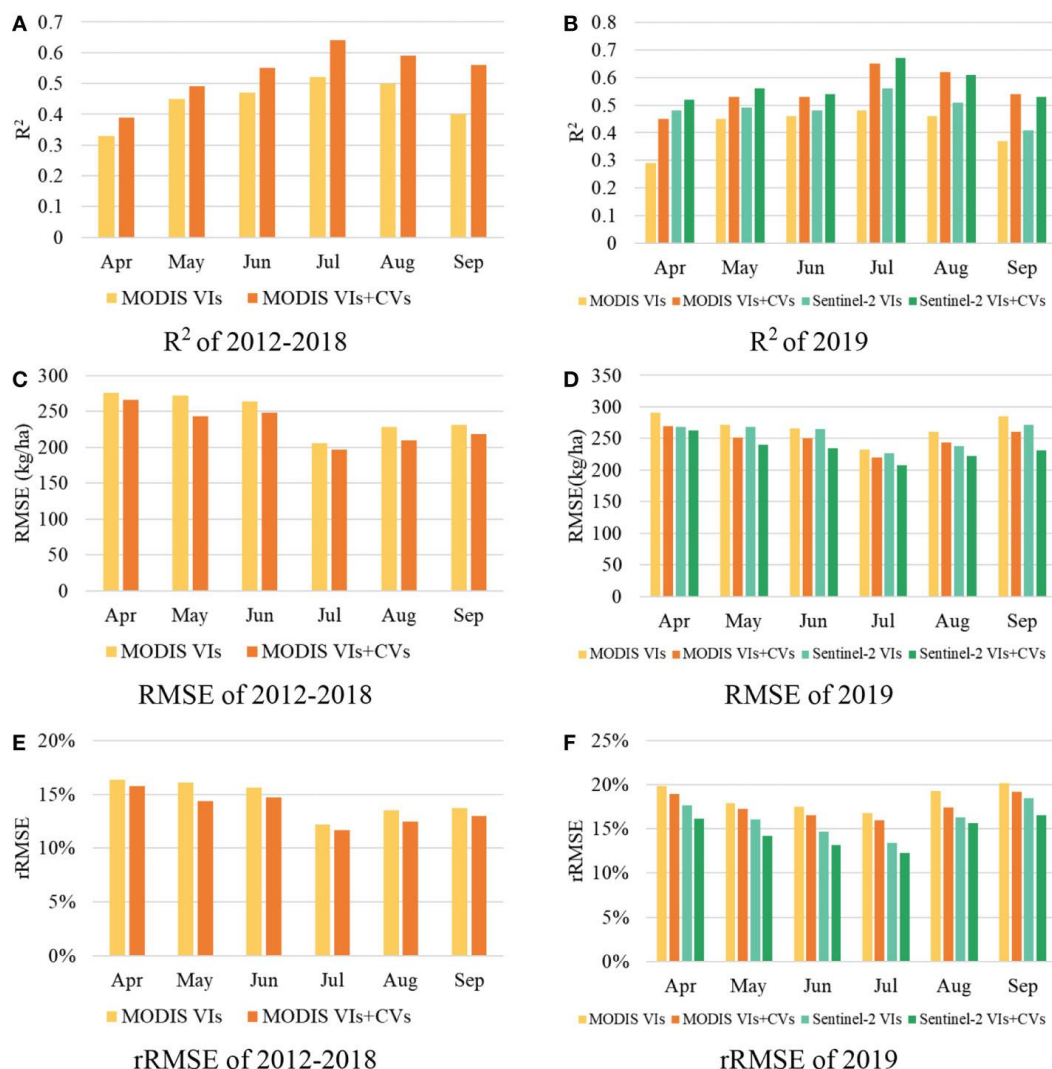 A
0.7
0.6
0.5
0.4
0.3
0.2
0.1
0
R²
Apr May Jun Jul Aug Sep
MODIS VIs MODIS VIs+CVs
R² of 2012-2018
B
0.8
0.7
0.6
0.5
0.4
0.3
0.2
0.1
0
R²
Apr May Jun Jul Aug Sep
MODIS VIs MODIS VIs+CVs Sentinel-2 VIs Sentinel-2 VIs+CVs
R² of 2019
C
300
250
200
150
100
50
0
RMSE (kg/ha)
Apr May Jun Jul Aug Sep
MODIS VIs MODIS VIs+CVs
RMSE of 2012-2018
D
350
300
250
200
150
100
50
0
RMSE(kg/ha)
Apr May Jun Jul Aug Sep
MODIS VIs MODIS VIs+CVs Sentinel-2 VIs Sentinel-2 VIs+CVs
RMSE of 2019
E
20%
15%
10%
5%
0%
rRMSE
Apr May Jun Jul Aug Sep
MODIS VIs MODIS VIs+CVs
rRMSE of 2012-2018
F
25%
20%
15%
10%
5%
0%
rRMSE
Apr May Jun Jul Aug Sep
MODIS VIs MODIS VIs+CVs Sentinel-2 VIs Sentinel-2 VIs+CVs
rRMSE of 2019